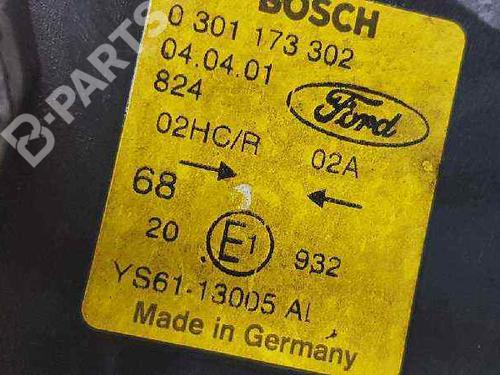 BOSCH
0 301 173 302
04.04.01
824
Ford
02HC/R 02A
68
20 E1 932
YS61-13005 AI
Made in Germany
B-PARTS